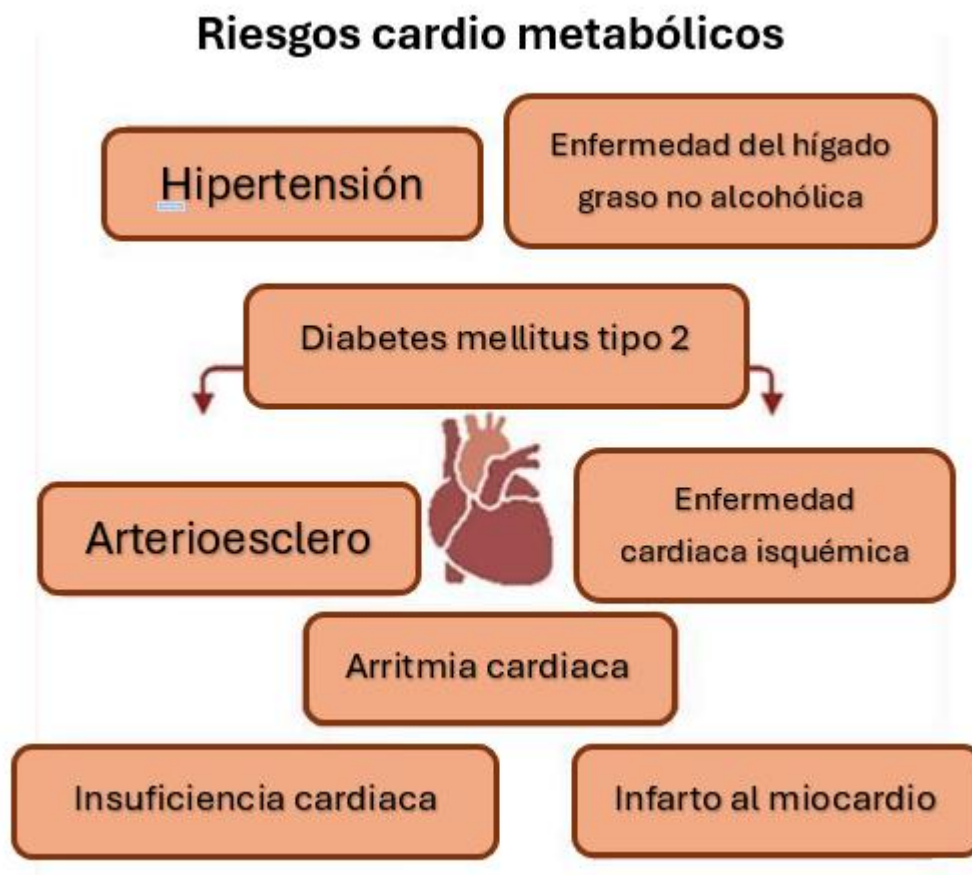 Riesgos cardio metabólicos
Hipertensión
Enfermedad del hígado
graso no alcohólica
Diabetes mellitus tipo 2
Arterioesclero
Enfermedad
cardiaca isquémica
Arritmia cardiaca
Insuficiencia cardiaca
Infarto al miocardio